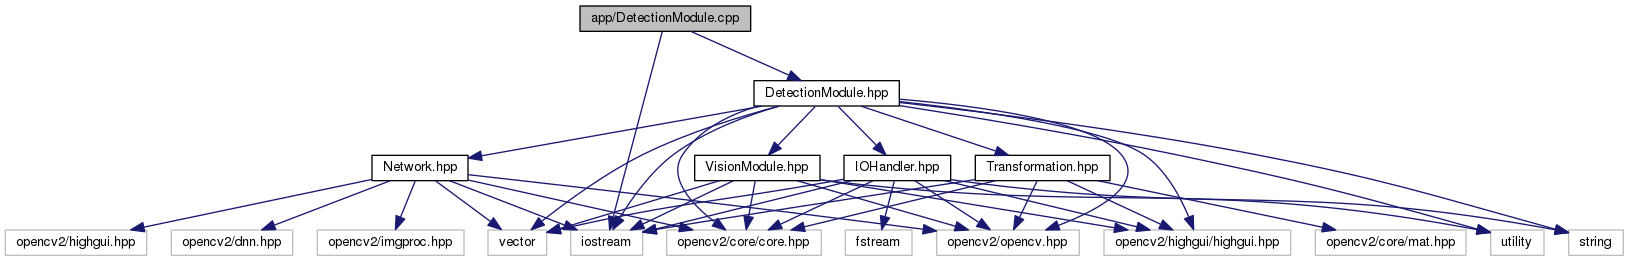 app/DetectionModule.cpp
DetectionModule.hpp
Network.hpp
VisionModule.hpp
IOHandler.hpp
Transformation.hpp
opencv2/highgui.hpp
opencv2/dnn.hpp
opencv2/imgproc.hpp
vector
iostream
opencv2/core/core.hpp
fstream
opencv2/opencv.hpp
opencv2/highgui/highgui.hpp
opencv2/core/mat.hpp
utility
string